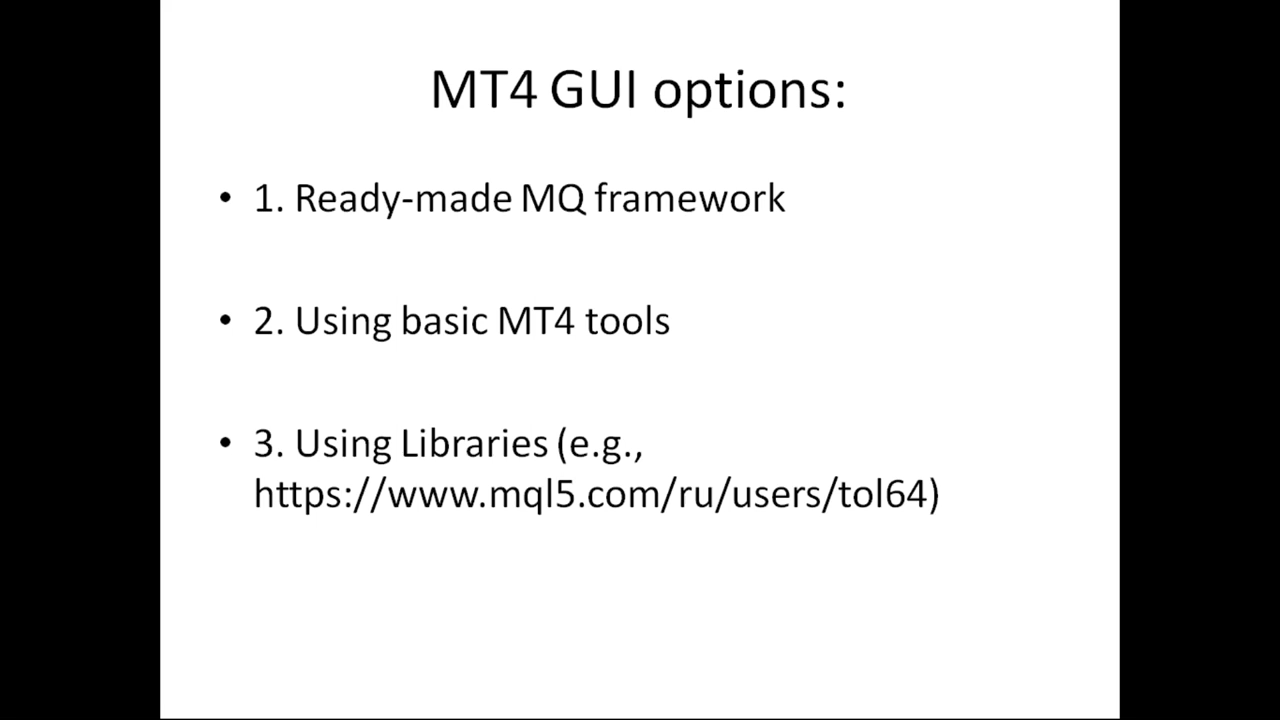 MT4 GUI options:
• 1. Ready-made MQ framework
• 2. Using basic MT4 tools
• 3. Using Libraries (e.g.,
https://www.mql5.com/ru/users/tol64)